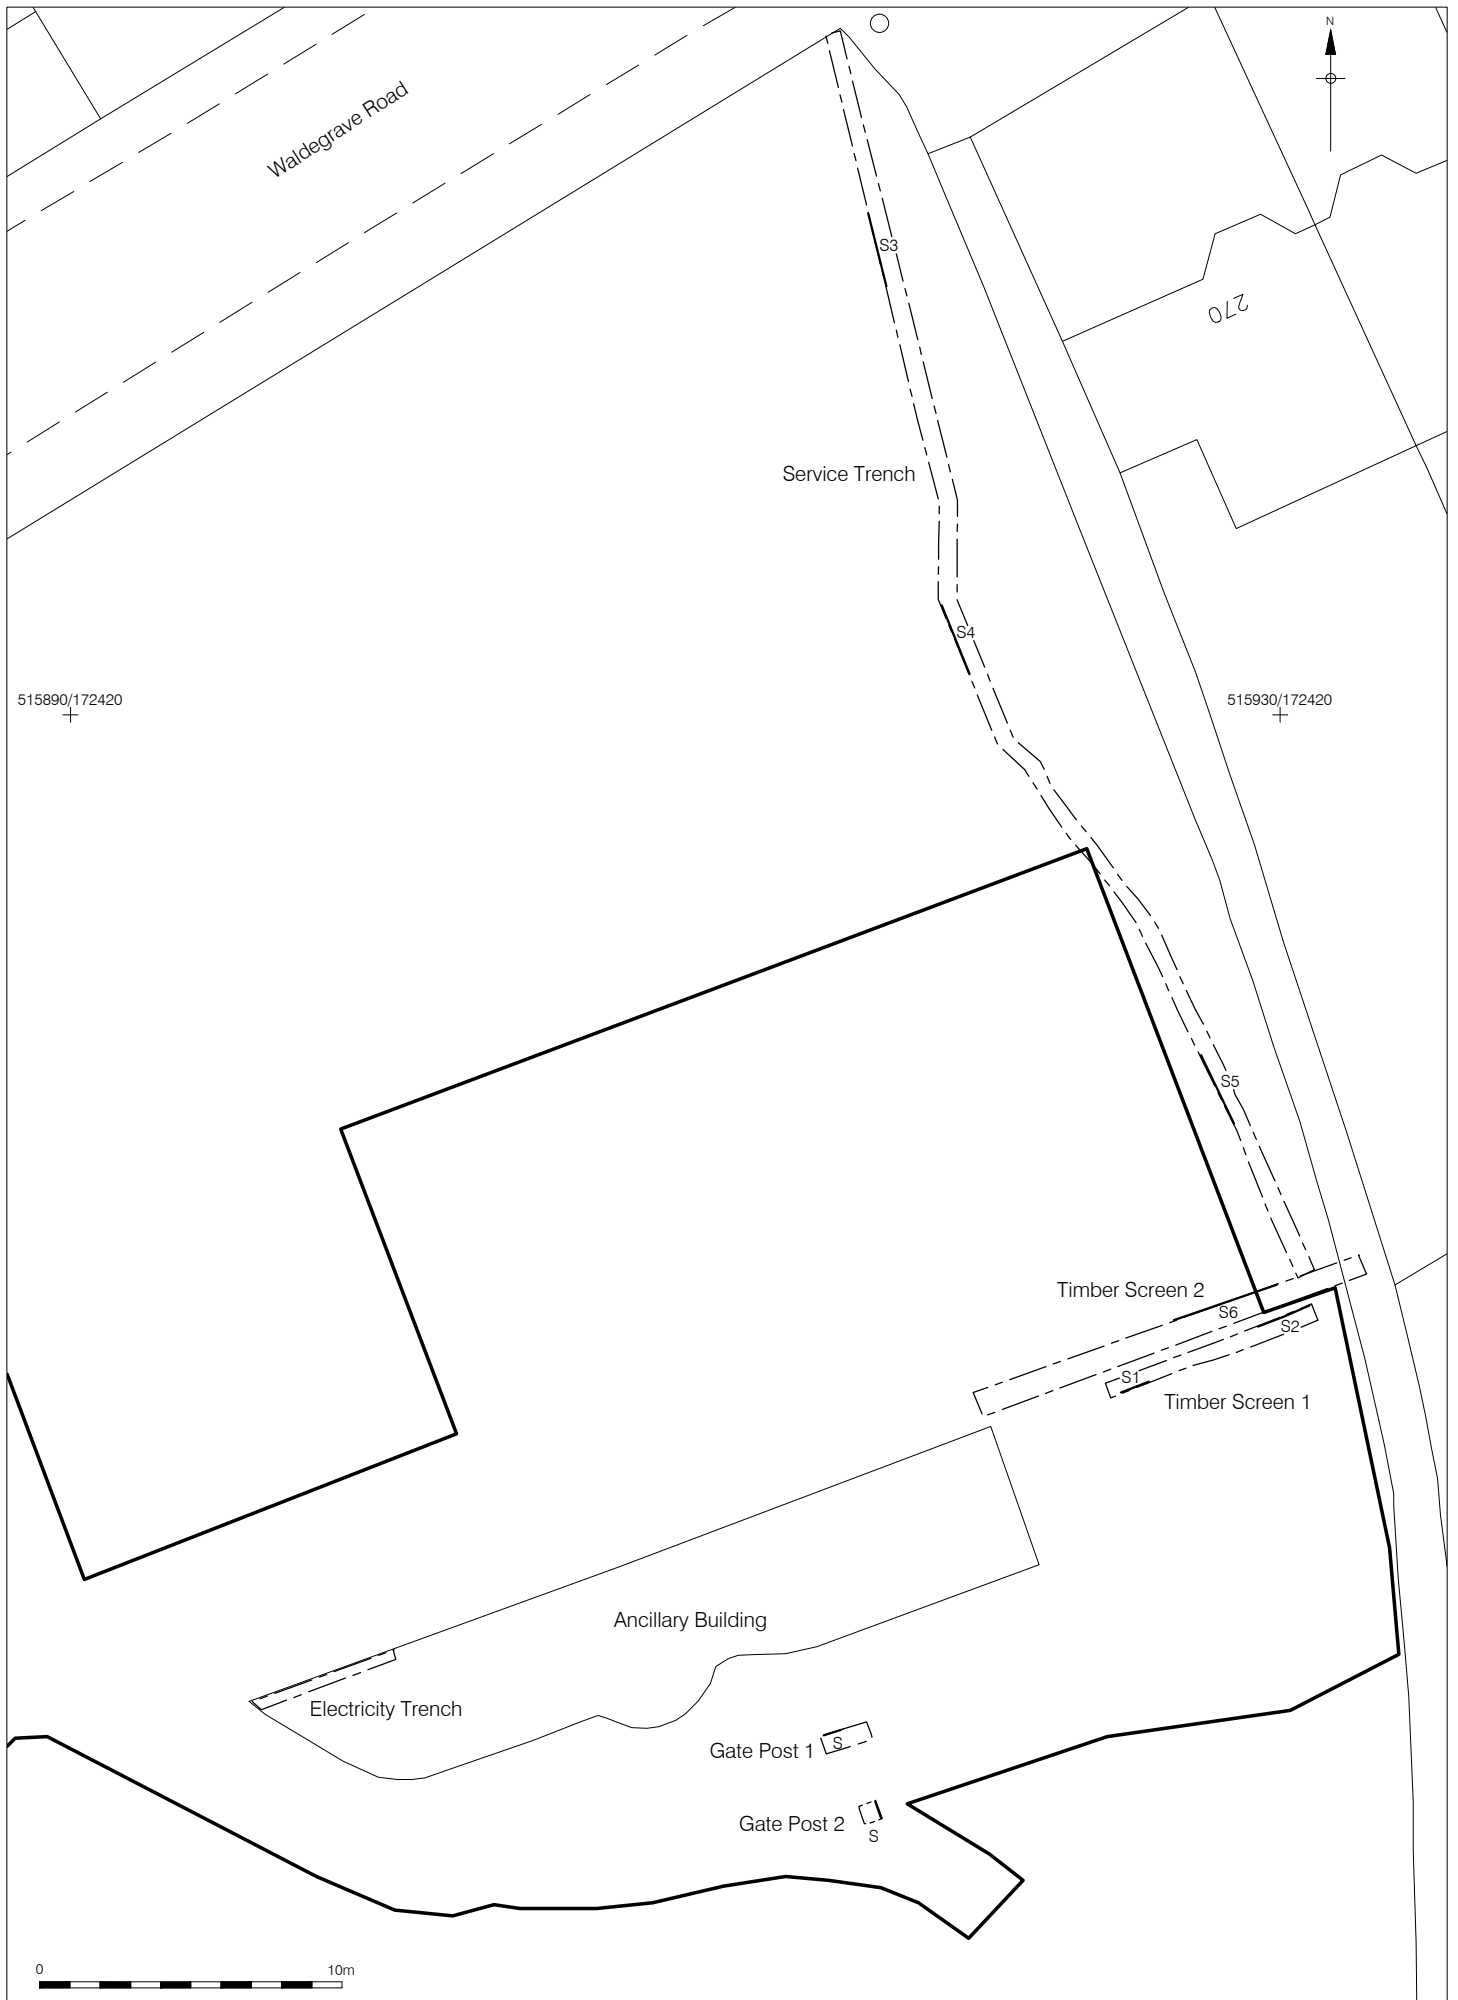 N
Waldegrave Road
S3
270
Service Trench
S4
515890/172420
515930/172420
S5
Timber Screen 2
S6
S2
S1
Timber Screen 1
Ancillary Building
Electricity Trench
Gate Post 1
S
Gate Post 2
S
0 10m